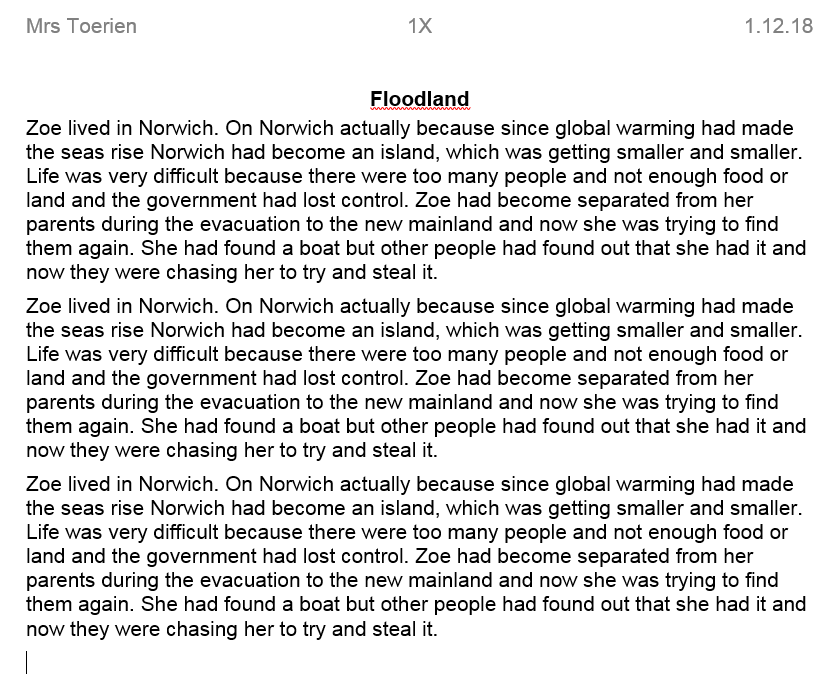 Mrs Toerien 1X 1.12.18
Floodland
Zoe lived in Norwich. On Norwich actually because since global warming had made
the seas rise Norwich had become an island, which was getting smaller and smaller.
Life was very difficult because there were too many people and not enough food or
land and the government had lost control. Zoe had become separated from her
parents during the evacuation to the new mainland and now she was trying to find
them again. She had found a boat but other people had found out that she had it and
now they were chasing her to try and steal it.
Zoe lived in Norwich. On Norwich actually because since global warming had made
the seas rise Norwich had become an island, which was getting smaller and smaller.
Life was very difficult because there were too many people and not enough food or
land and the government had lost control. Zoe had become separated from her
parents during the evacuation to the new mainland and now she was trying to find
them again. She had found a boat but other people had found out that she had it and
now they were chasing her to try and steal it.
Zoe lived in Norwich. On Norwich actually because since global warming had made
the seas rise Norwich had become an island, which was getting smaller and smaller.
Life was very difficult because there were too many people and not enough food or
land and the government had lost control. Zoe had become separated from her
parents during the evacuation to the new mainland and now she was trying to find
them again. She had found a boat but other people had found out that she had it and
now they were chasing her to try and steal it.